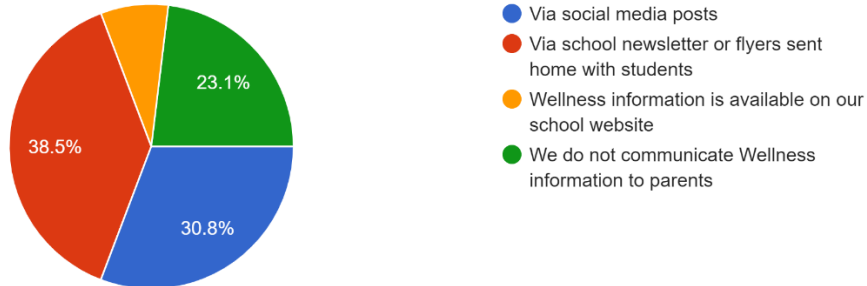 Via social media posts
Via school newsletter or flyers sent
home with students
Wellness information is available on our
school website
We do not communicate Wellness
information to parents
23.1%
38.5%
30.8%